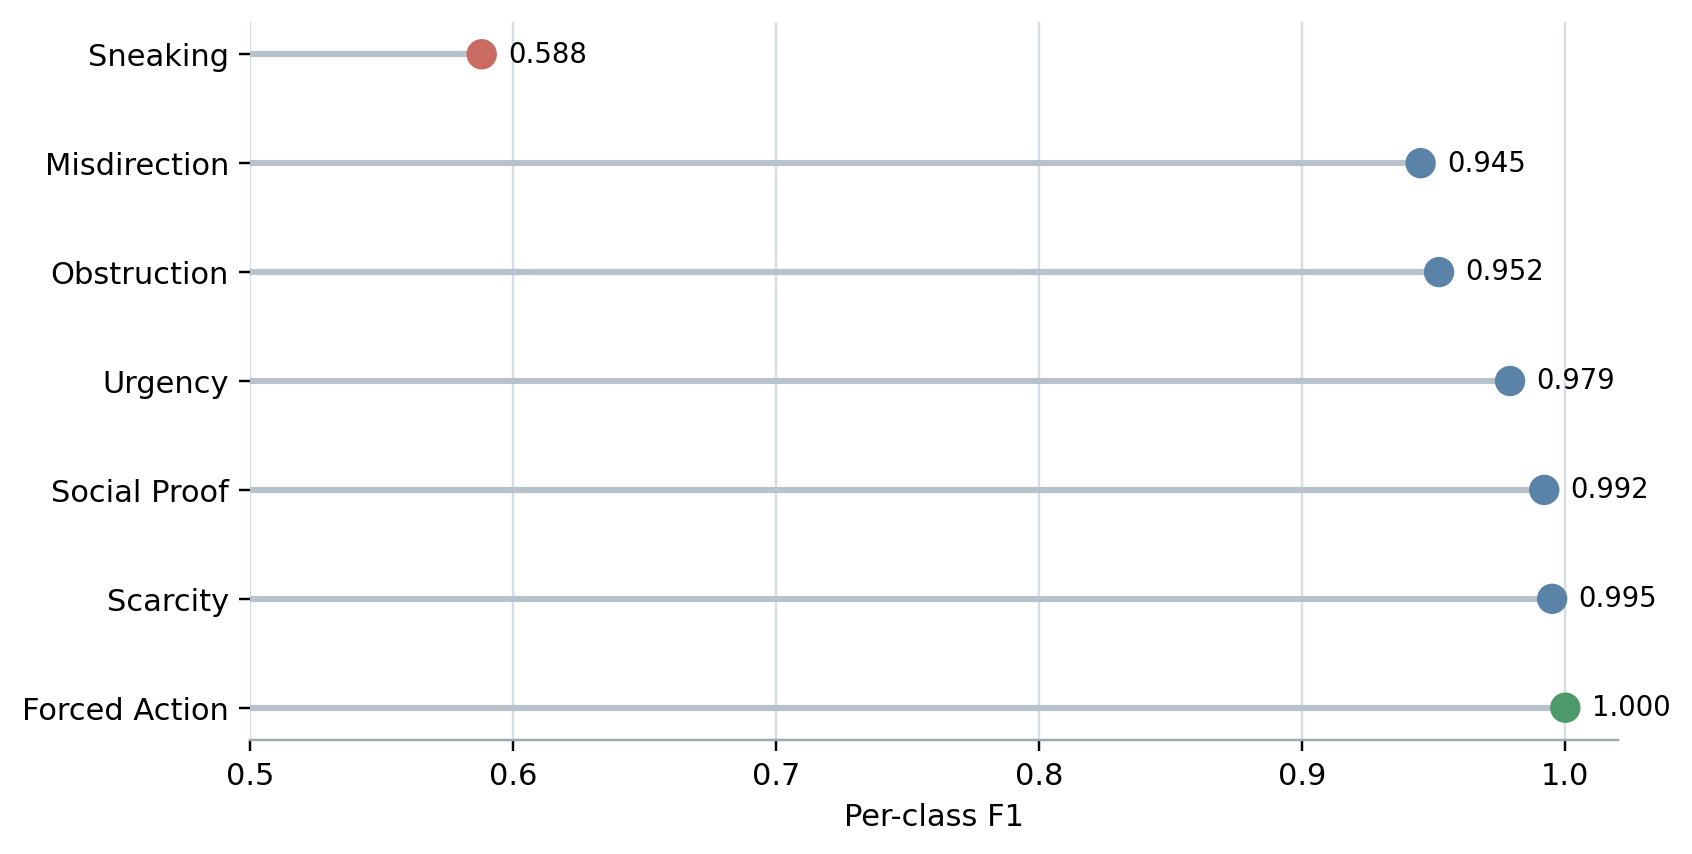 Sneaking 0.588
Misdirection 0.945
Obstruction 0.952
Urgency 0.979
Social Proof 0.992
Scarcity 0.995
Forced Action 1.000
0.5 0.6 0.7 0.8 0.9 1.0
Per-class F1